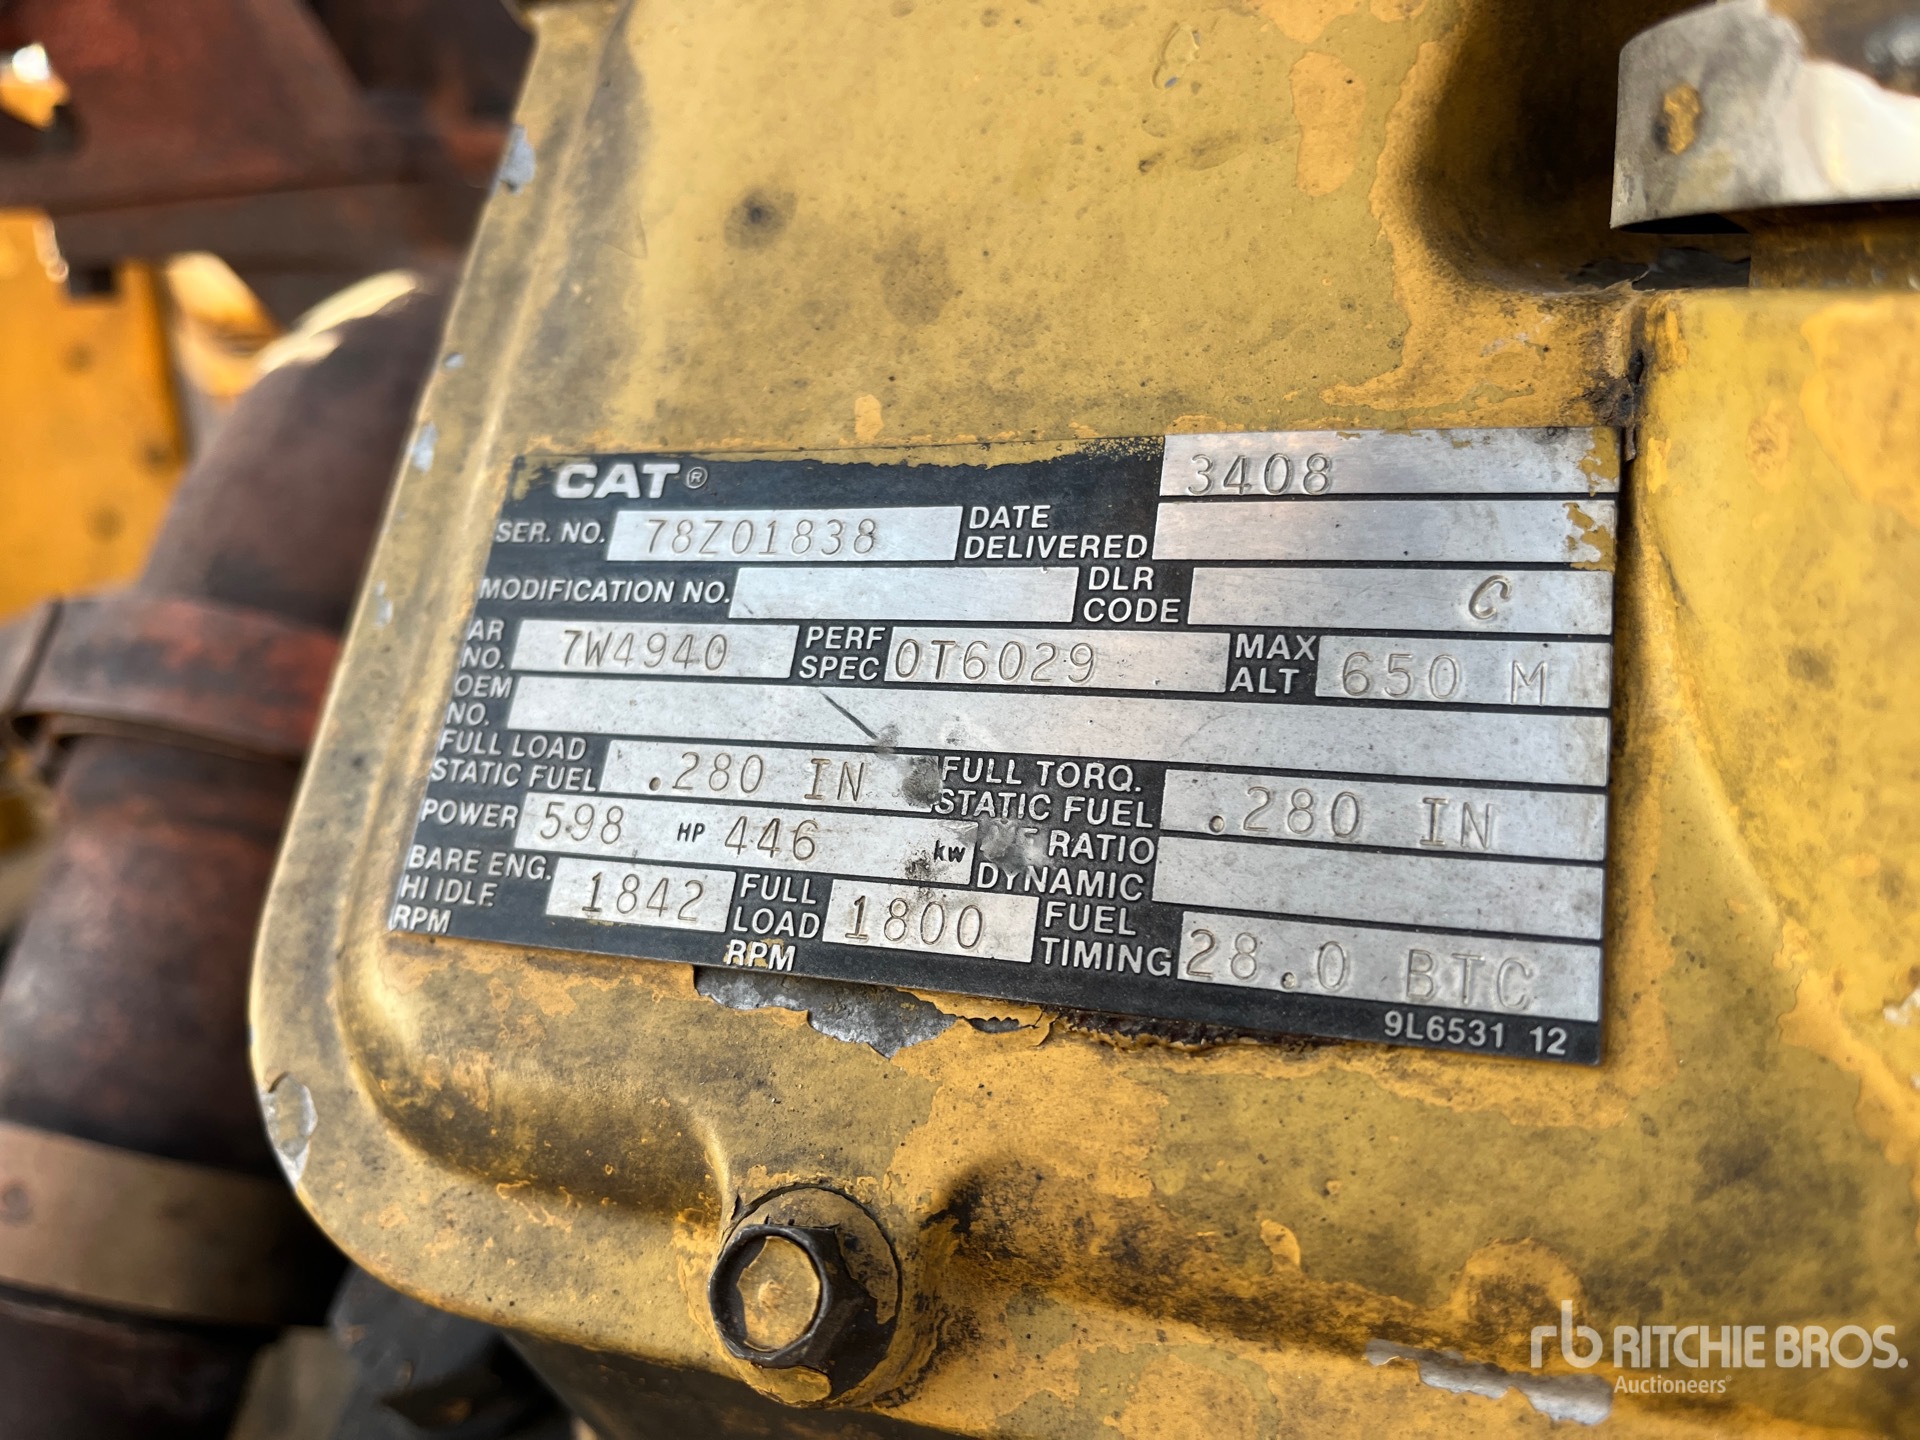 CAT® 3408
SER. NO. 78Z01838 DATE DELIVERED
MODIFICATION NO. DLR CODE C
AR NO. 7W4940 PERF SPEC 0T6029 MAX ALT 650 M
OEM NO.
FULL LOAD STATIC FUEL .280 IN FULL TORQ. STATIC FUEL .280 IN
POWER 598 HP 446 kW RATIO DYNAMIC
BARE ENG. HI IDLE RPM 1842 FULL LOAD RPM 1800 FUEL TIMING 28.0 BTC
9L6531 12
rb RITCHIE BROS.
Auctioneers